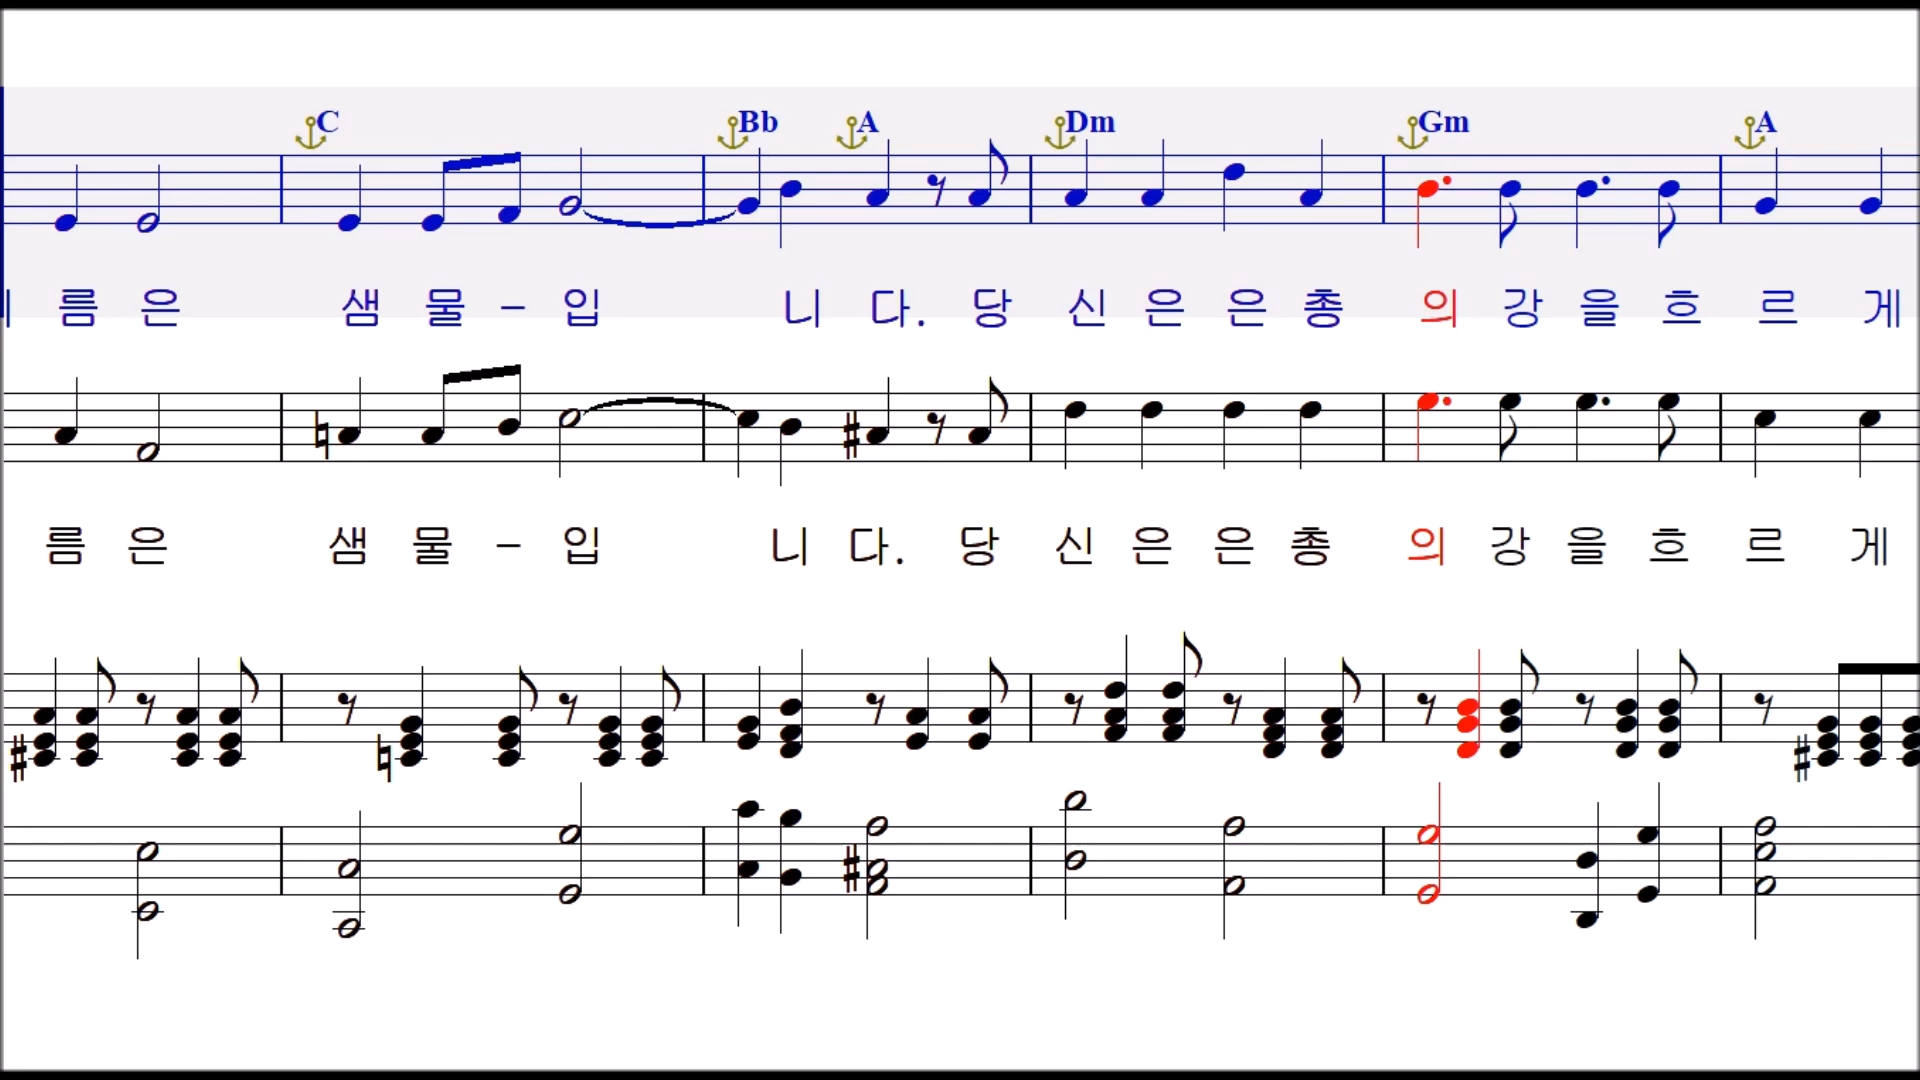 C Bb A Dm Gm A
름 은 샘 물 – 입 니 다. 당 신 은 은 총 의 강 을 흐 르 게
름 은 샘 물 – 입 니 다. 당 신 은 은 총 의 강 을 흐 르 게